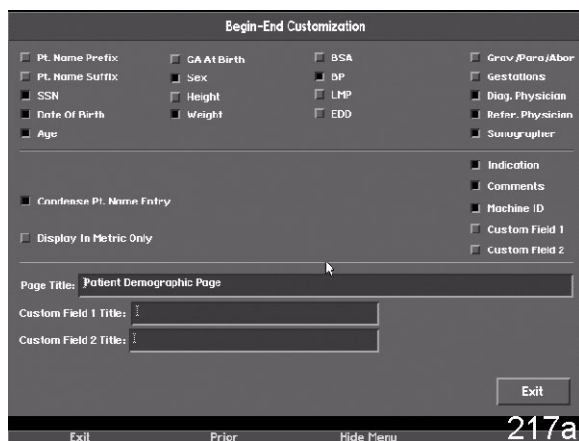 Begin-End Customization
Pt. Name Prefix GA At Birth BSA Grav/Para/Abor
Pt. Name Suffix Sex BP Gestations
SSN Height LMP Diag. Physician
Date Of Birth Weight EDD Refer. Physician
Age Sonographer
Indication
Comments
Condense Pt. Name Entry Machine ID
Custom Field 1
Display In Metric Only
Custom Field 2
Page Title: Patient Demographic Page
Custom Field 1 Title:
Custom Field 2 Title:
Exit
Exit Prior Hide Menu
217a